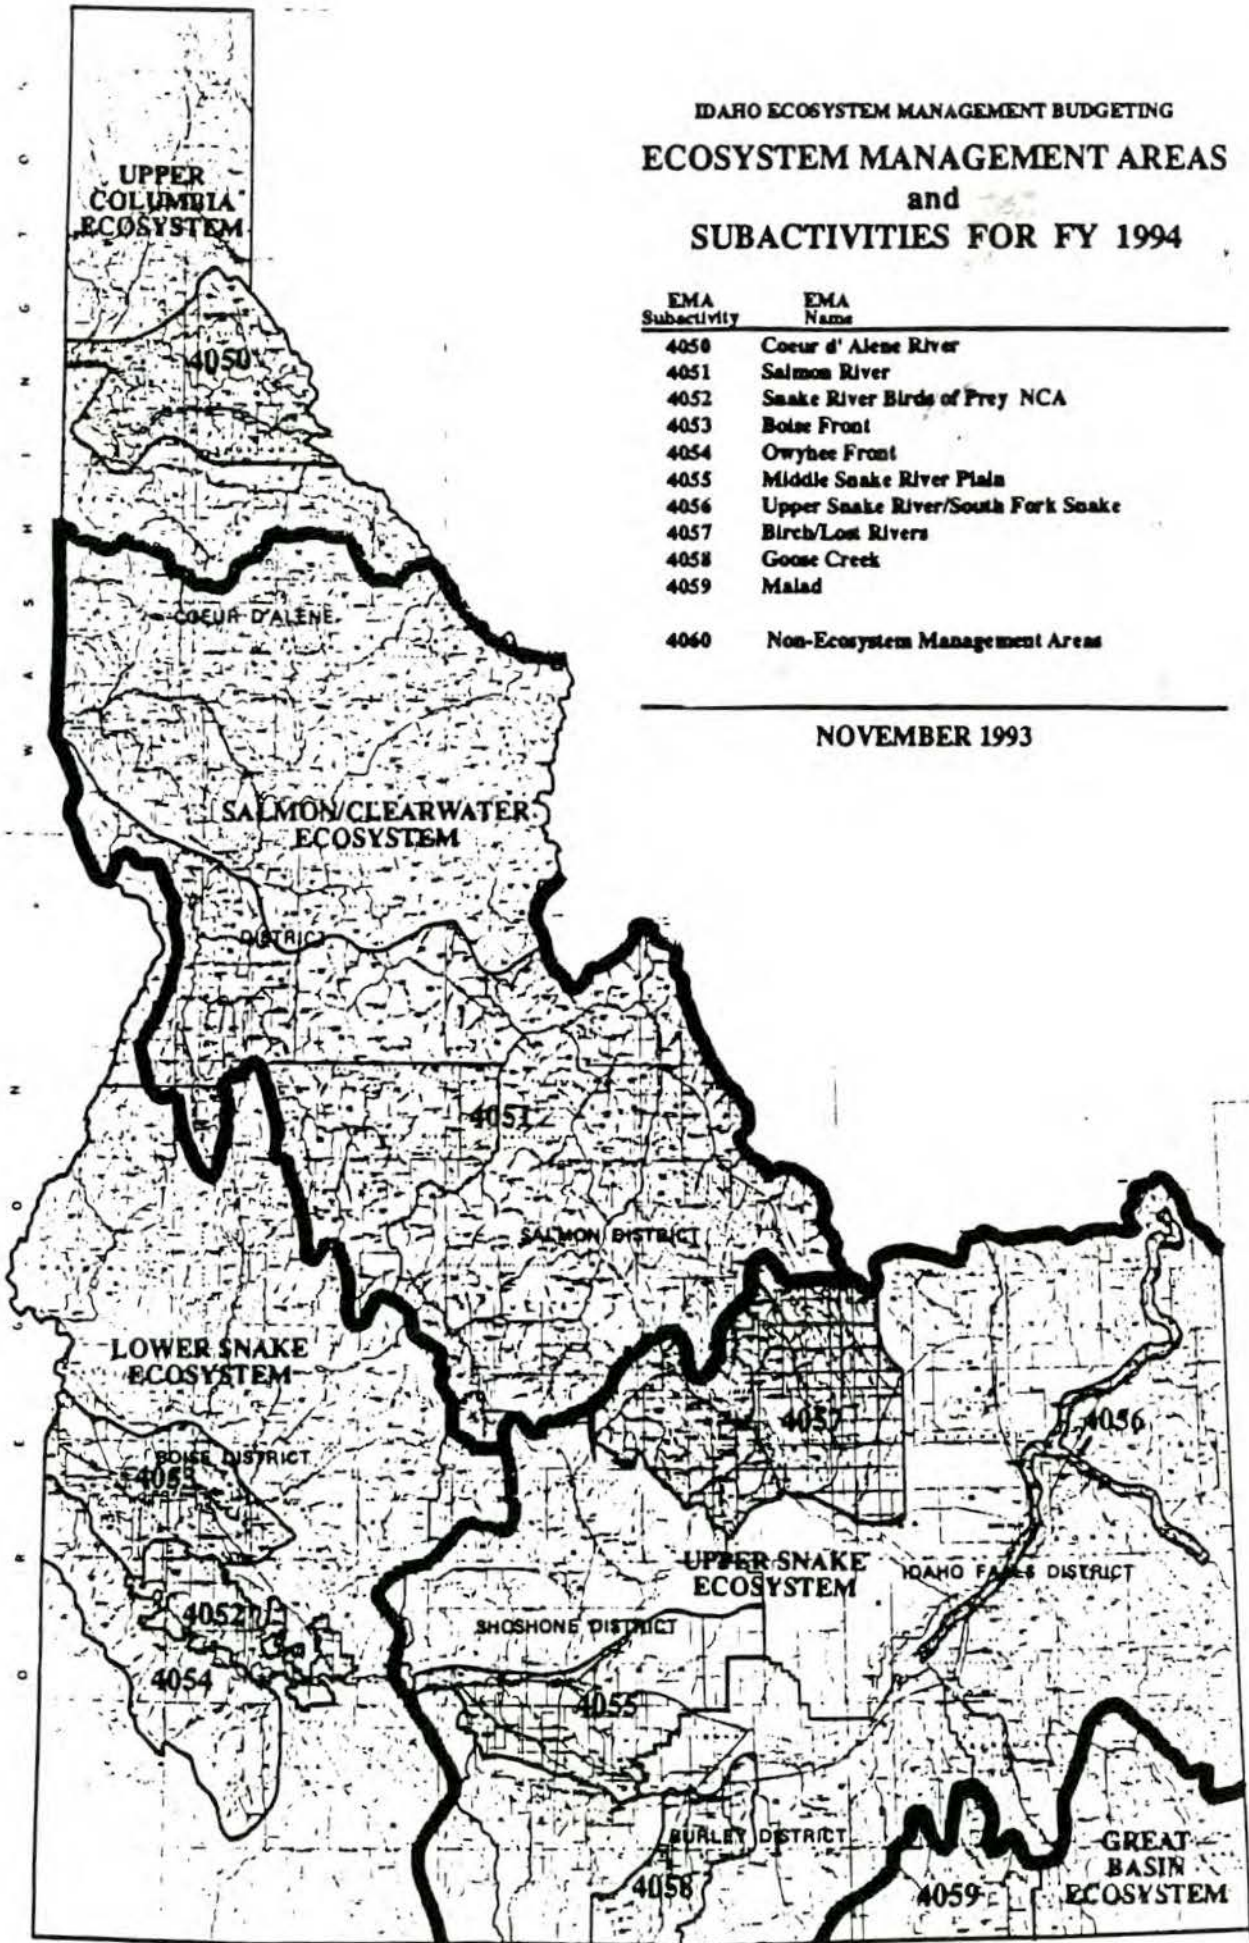 IDAHO ECOSYSTEM MANAGEMENT BUDGETING
ECOSYSTEM MANAGEMENT AREAS
and
SUBACTIVITIES FOR FY 1994
EMA EMA
Subactivity Name
4050 Coeur d' Alene River
4051 Salmon River
4052 Snake River Birds of Prey NCA
4053 Boise Front
4054 Owyhee Front
4055 Middle Snake River Plain
4056 Upper Snake River/South Fork Snake
4057 Birch/Lost Rivers
4058 Goose Creek
4059 Malad
4060 Non-Ecosystem Management Areas
NOVEMBER 1993
UPPER
COLUMBIA
ECOSYSTEM
4050
COEUR D'ALENE
SALMON/CLEARWATER
ECOSYSTEM
DISTRICT
4051
SALMON DISTRICT
LOWER SNAKE
ECOSYSTEM
BOISE DISTRICT
4053
4052
4054
4057
4056
UPPER SNAKE
ECOSYSTEM
IDAHO FALLS DISTRICT
SHOSHONE DISTRICT
4055
BURLEY DISTRICT
4058
4059
GREAT
BASIN
ECOSYSTEM
WASHINGTON
OREGON